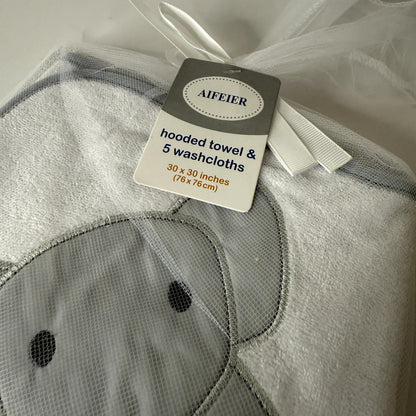 AIFEIER
hooded towel &
5 washcloths
30 x 30 inches
(76 x 76 cm)